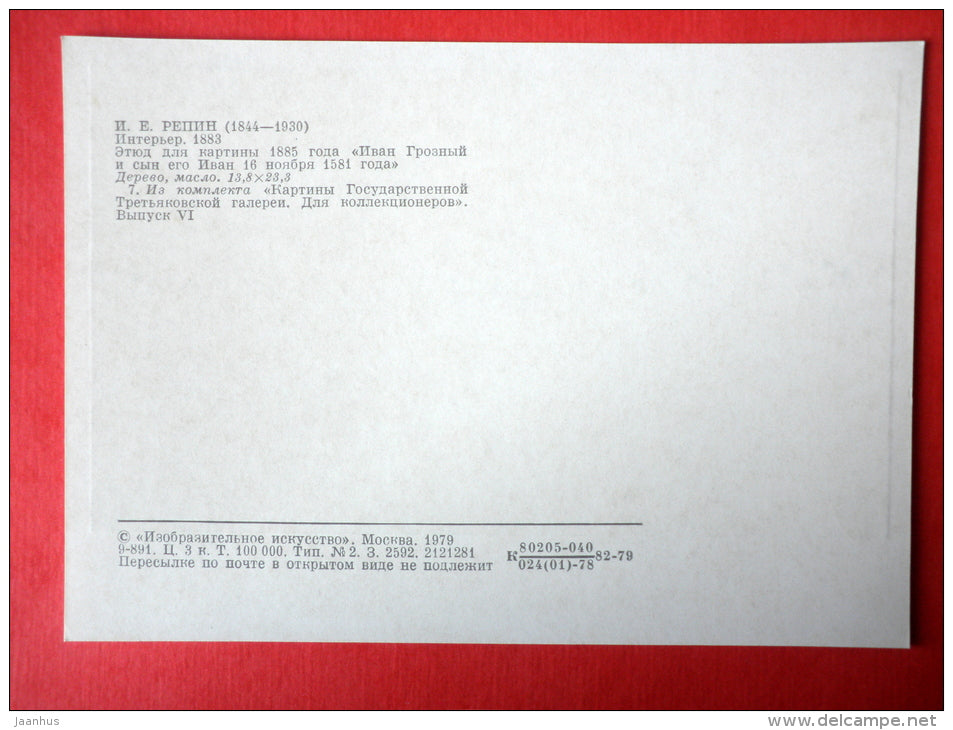 И. Е. РЕПИН (1844—1930)
Интерьер. 1883
Этюд для картины 1885 года «Иван Грозный
и сын его Иван 16 ноября 1581 года»
Дерево, масло. 13,8×23,3
7. Из комплекта «Картины Государственной
Третьяковской галереи. Для коллекционеров».
Выпуск VI
© «Изобразительное искусство». Москва. 1979
9-891. Ц. 3 к. Т. 100 000. Тип. № 2. З. 2592. 2121281
Пересылке по почте в открытом виде не подлежит
К 80205-040 82-79
024(01)-78
jaanhus
www.delcampe.net